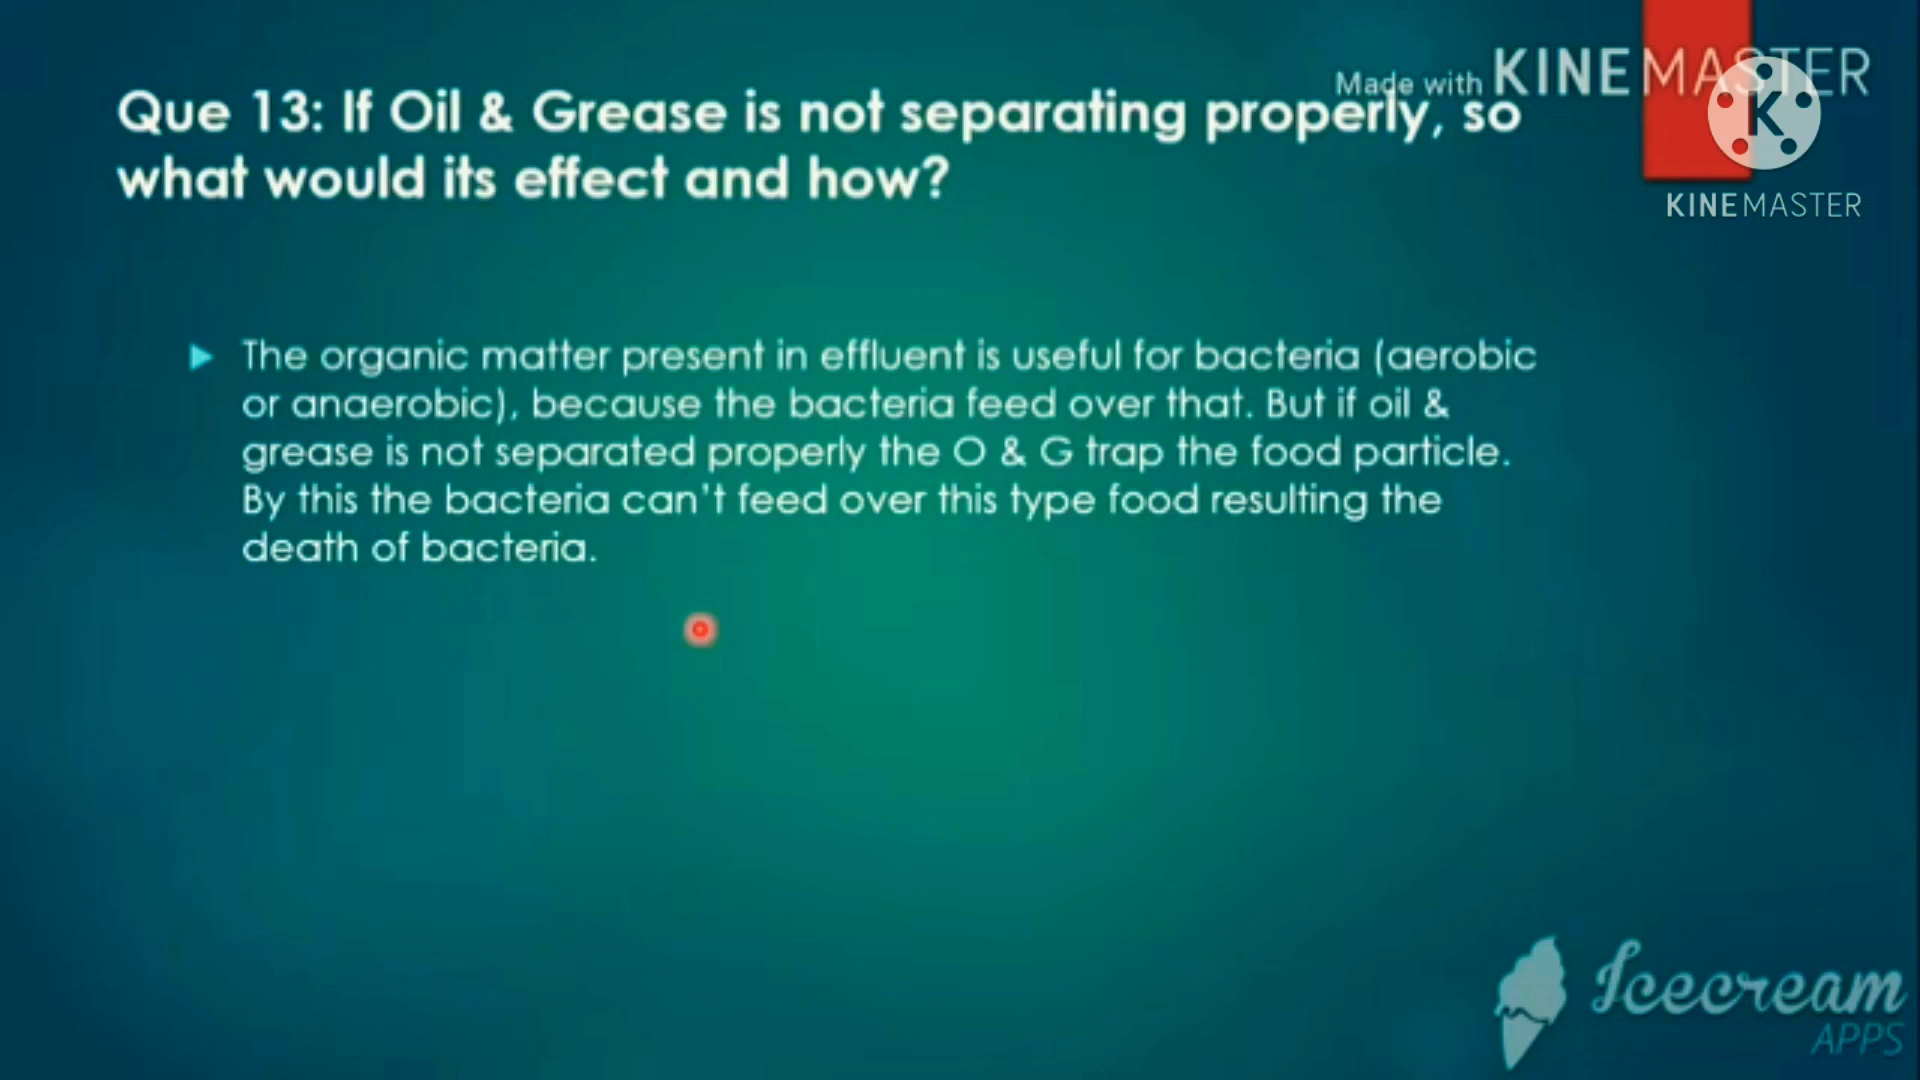 Made with KINEMASTER
Que 13: If Oil & Grease is not separating properly, so
what would its effect and how?
K
KINEMASTER
The organic matter present in effluent is useful for bacteria (aerobic
or anaerobic), because the bacteria feed over that. But if oil &
grease is not separated properly the O & G trap the food particle.
By this the bacteria can't feed over this type food resulting the
death of bacteria.
Icecream
APPS